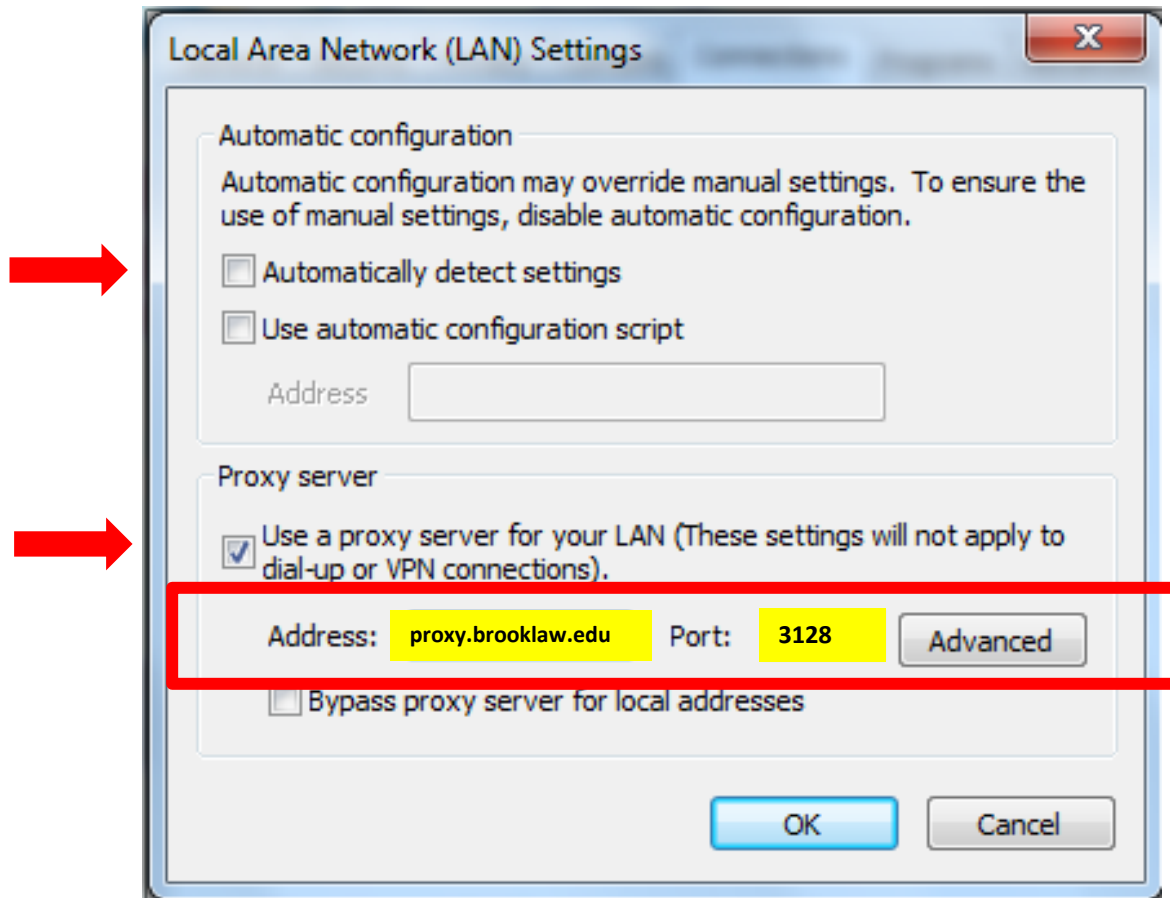 Local Area Network (LAN) Settings
Automatic configuration
Automatic configuration may override manual settings. To ensure the
use of manual settings, disable automatic configuration.
Automatically detect settings
Use automatic configuration script
Address
Proxy server
Use a proxy server for your LAN (These settings will not apply to
dial-up or VPN connections).
Address: proxy.brooklaw.edu Port: 3128 Advanced
Bypass proxy server for local addresses
OK Cancel